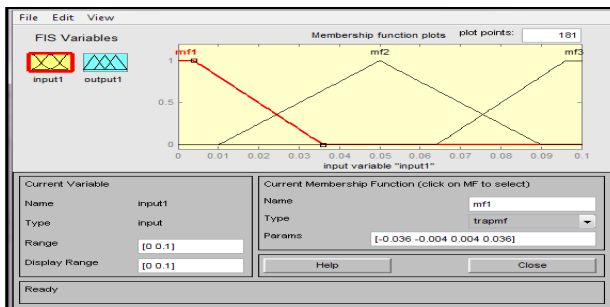 File Edit View
FIS Variables
Membership function plots
plot points:
181
input1
output1
mf1
mf2
mf3
1
0.5
0
0
0.01
0.02
0.03
0.04
0.05
0.06
0.07
0.08
0.09
0.1
input variable "input1"
Current Variable
Name
input1
Type
input
Range
[0 0.1]
Display Range
[0 0.1]
Current Membership Function (click on MF to select)
Name
mf1
Type
trapmf
Params
[-0.036 -0.004 0.004 0.036]
Help
Close
Ready